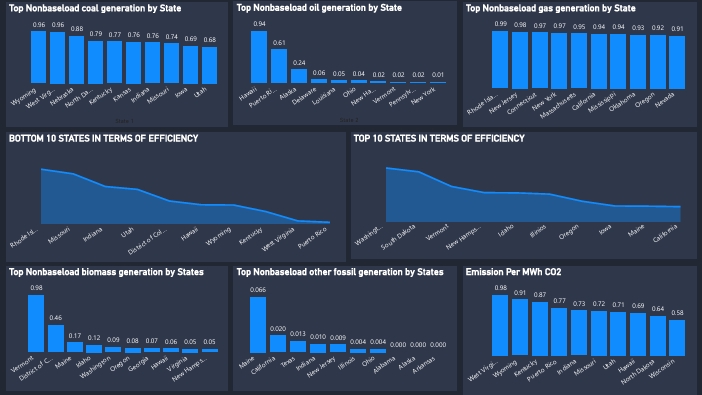 Top Nonbaseload coal generation by State
0.96 0.96 0.88 0.79 0.77 0.76 0.76 0.74 0.69 0.68
Wyoming West Virg... Nebraska North Da... Kentucky Kansas Indiana Missouri Iowa Utah
Top Nonbaseload oil generation by State
0.94 0.61 0.24 0.06 0.05 0.04 0.02 0.02 0.02 0.01
Hawaii Puerto Ri... Alaska Delaware Louisiana Ohio New Ha... Vermont Pennsylv... New York
Top Nonbaseload gas generation by State
0.99 0.98 0.97 0.97 0.95 0.94 0.94 0.93 0.92 0.91
Rhode Isla... New Jersey Connecticut New York Massachusetts California Mississippi Oklahoma Oregon Nevada
BOTTOM 10 STATES IN TERMS OF EFFICIENCY
Rhode Isl... Missouri Indiana Utah District of Col... Hawaii Wyoming Kentucky West Virginia Puerto Rico
TOP 10 STATES IN TERMS OF EFFICIENCY
Washingt... South Dakota Vermont New Hamps... Idaho Illinois Oregon Iowa Maine California
Top Nonbaseload biomass generation by States
0.98 0.46 0.17 0.12 0.09 0.08 0.07 0.06 0.05 0.05
Vermont District of C... Maine Idaho Washington Oregon Georgia Hawaii Virginia New Hamps...
Top Nonbaseload other fossil generation by States
0.066 0.020 0.013 0.010 0.009 0.004 0.004 0.000 0.000 0.000
Maine California Texas Indiana New Jersey Illinois Ohio Alabama Alaska Arkansas
Emission Per MWh CO2
0.98 0.91 0.87 0.77 0.73 0.72 0.71 0.69 0.64 0.58
West Virgi... Wyoming Kentucky Puerto Rico Indiana Missouri Utah Hawaii North Dakota Wisconsin